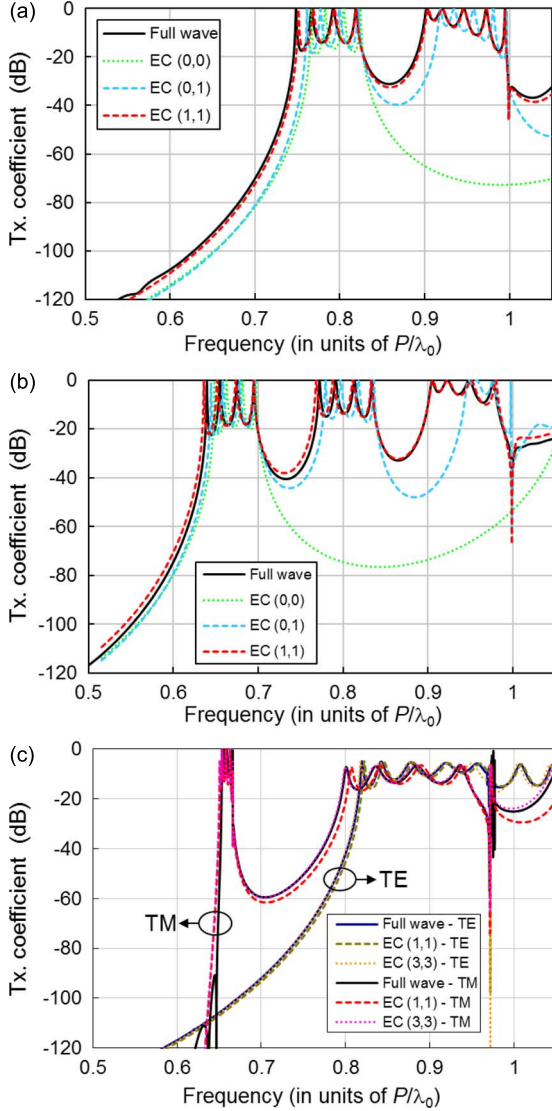 (a)
0
-20
-40
-60
-80
-100
-120
Tx. coefficient (dB)
Full wave
EC (0,0)
EC (0,1)
EC (1,1)
0.5 0.6 0.7 0.8 0.9 1
Frequency (in units of P/λ0)
(b)
0
-20
-40
-60
-80
-100
-120
Tx. coefficient (dB)
Full wave
EC (0,0)
EC (0,1)
EC (1,1)
0.5 0.6 0.7 0.8 0.9 1
Frequency (in units of P/λ0)
(c)
0
-20
-40
-60
-80
-100
-120
Tx. coefficient (dB)
TM
TE
Full wave - TE
EC (1,1) - TE
EC (3,3) - TE
Full wave - TM
EC (1,1) - TM
EC (3,3) - TM
0.5 0.6 0.7 0.8 0.9 1
Frequency (in units of P/λ0)